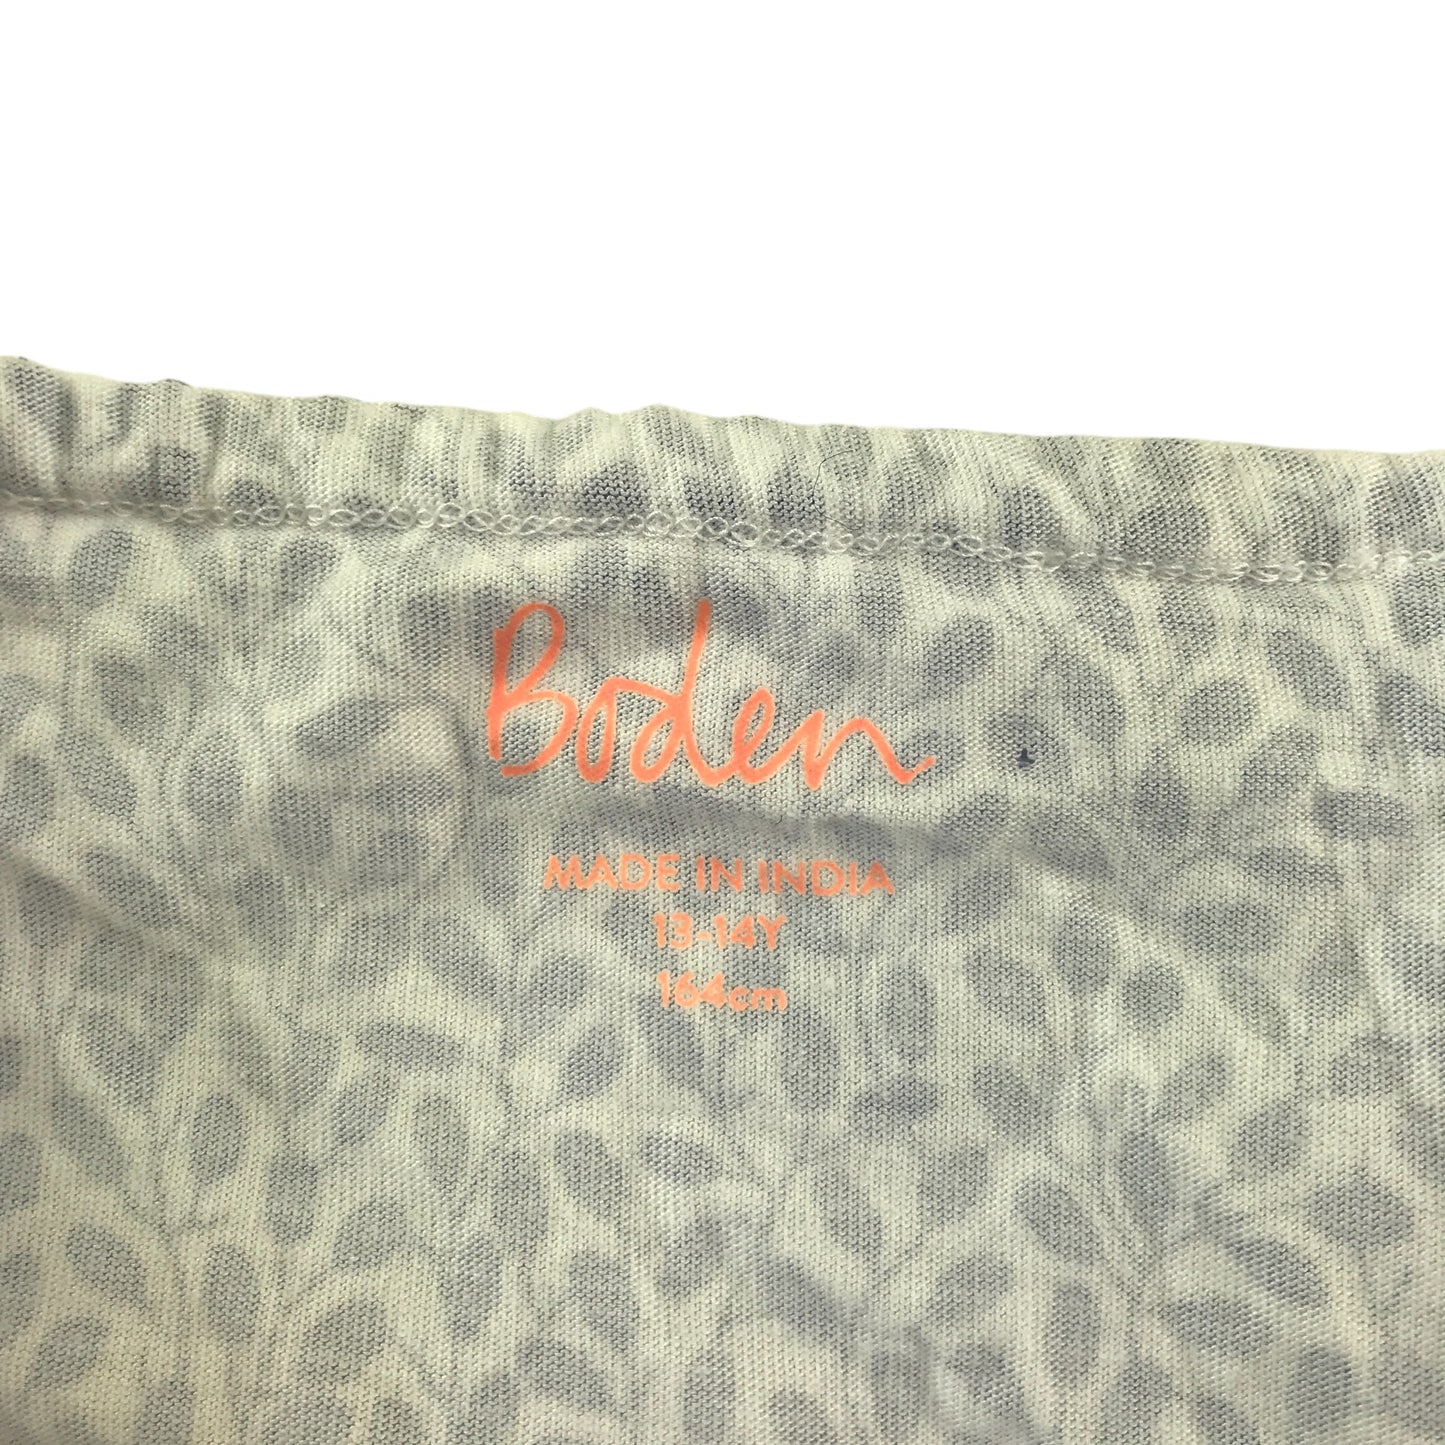 Boden
MADE IN INDIA
13-14Y
164cm